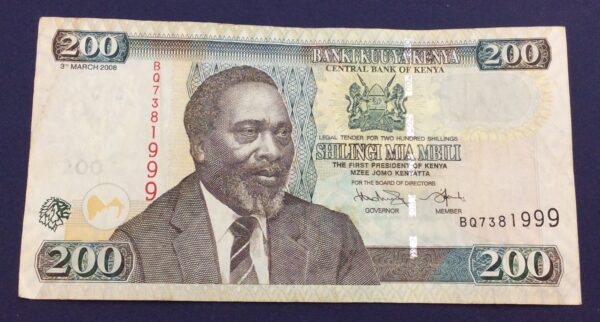 200
BANKI KUU YA KENYA
200
3RD MARCH 2008
CENTRAL BANK OF KENYA
BQ7381999
LEGAL TENDER FOR TWO HUNDRED SHILLINGS
SHILINGI MIA MBILI
THE FIRST PRESIDENT OF KENYA
MZEE JOMO KENYATTA
FOR THE BOARD OF DIRECTORS
GOVERNOR MEMBER
BQ7381999
200
200